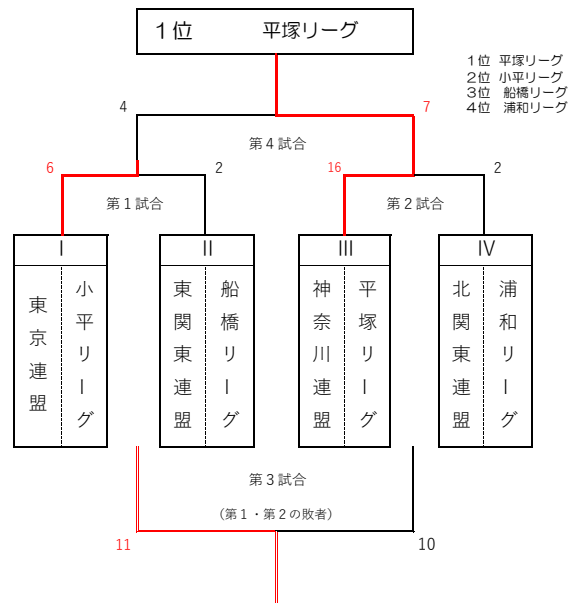 １位　　　平塚リーグ
１位 平塚リーグ
２位 小平リーグ
３位 船橋リーグ
４位 浦和リーグ
4
7
第４試合
6
2
16
2
第１試合
第２試合
Ⅰ
Ⅱ
Ⅲ
Ⅳ
東京連盟
小平リーグ
東関東連盟
船橋リーグ
神奈川連盟
平塚リーグ
北関東連盟
浦和リーグ
第３試合
（第１・第２の敗者）
11
10